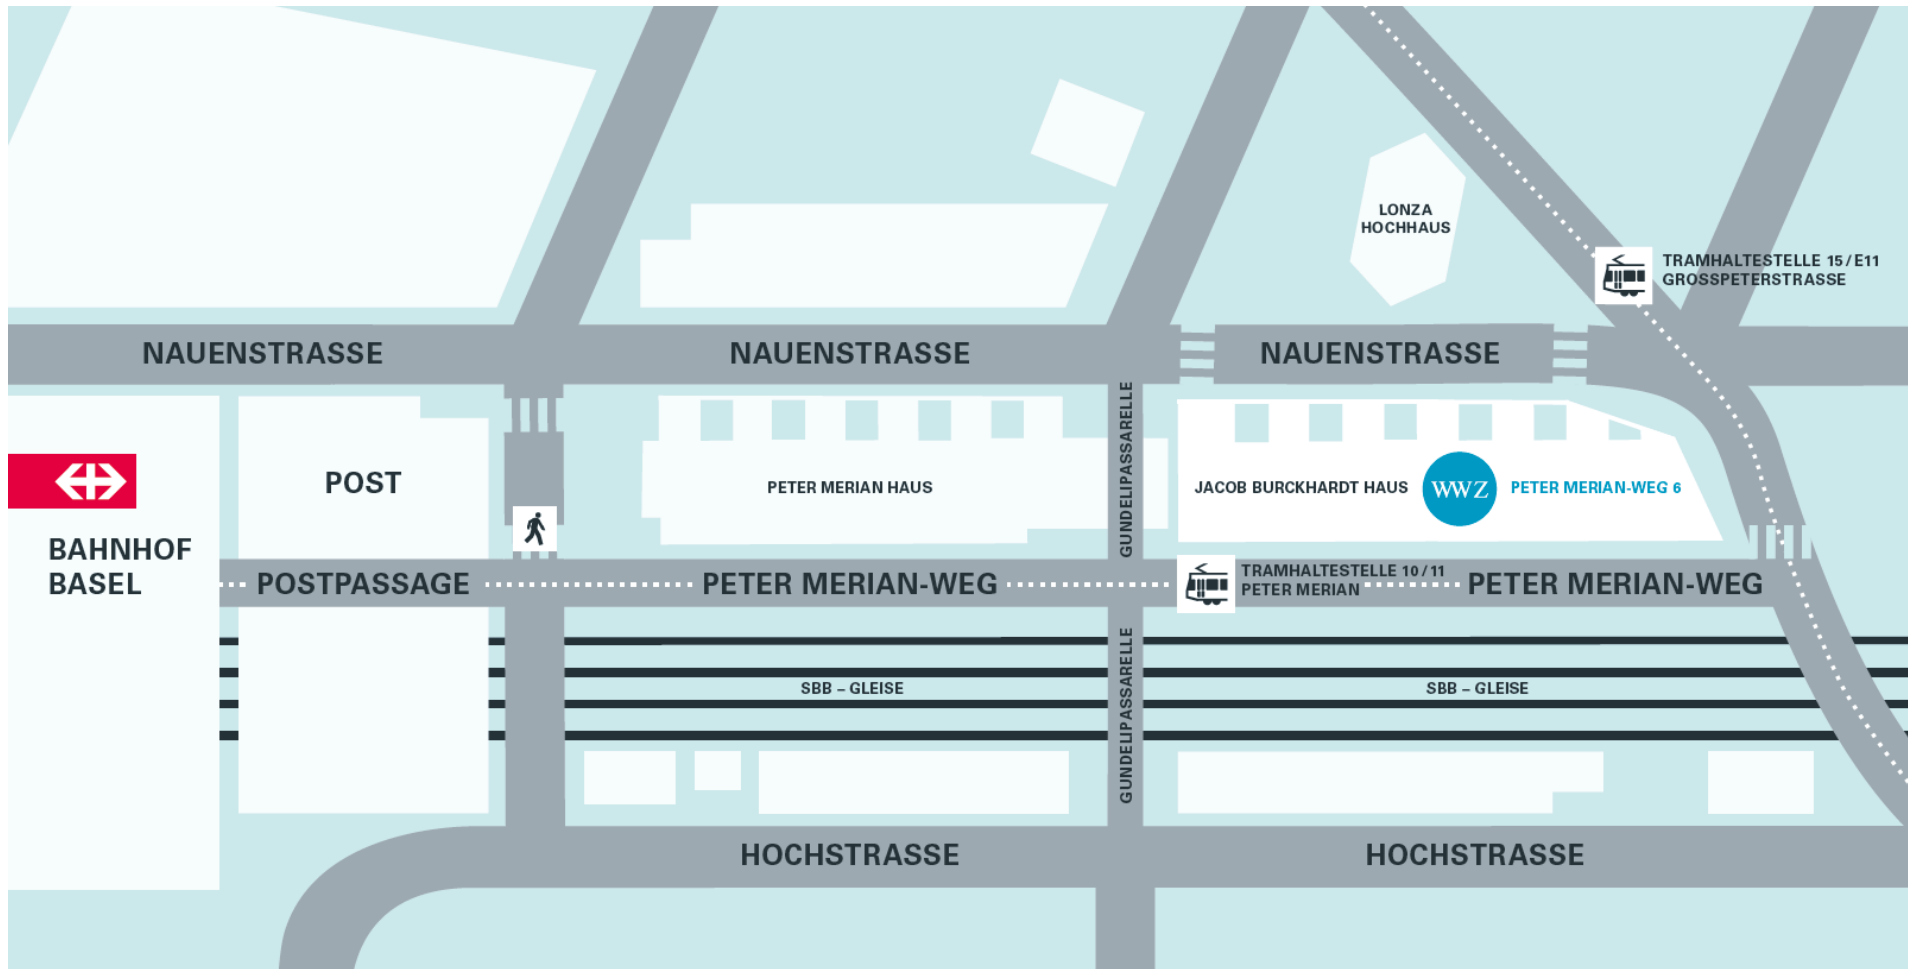 LONZA
HOCHHAUS
TRAMHALTESTELLE 15/E11
GROSSPETERSTRASSE
NAUENSTRASSE
NAUENSTRASSE
NAUENSTRASSE
GUNDELIPASSARELLE
POST
PETER MERIAN HAUS
JACOB BURCKHARDT HAUS
WWZ
PETER MERIAN-WEG 6
BAHNHOF
BASEL
POSTPASSAGE
PETER MERIAN-WEG
TRAMHALTESTELLE 10/11
PETER MERIAN
PETER MERIAN-WEG
SBB – GLEISE
GUNDELIPASSARELLE
SBB – GLEISE
HOCHSTRASSE
HOCHSTRASSE